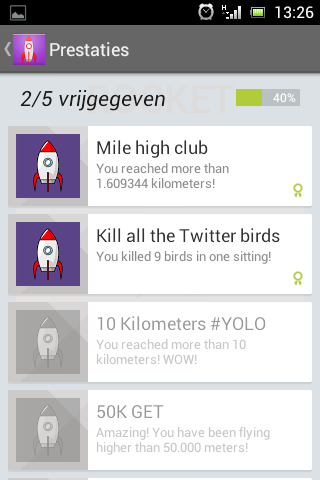 13:26
Prestaties
2/5 vrijgegeven
40%
Mile high club
You reached more than
1.609344 kilometers!
Kill all the Twitter birds
You killed 9 birds in one sitting!
10 Kilometers #YOLO
You reached more than 10
kilometers! WOW!
50K GET
Amazing! You have been flying
higher than 50.000 meters!